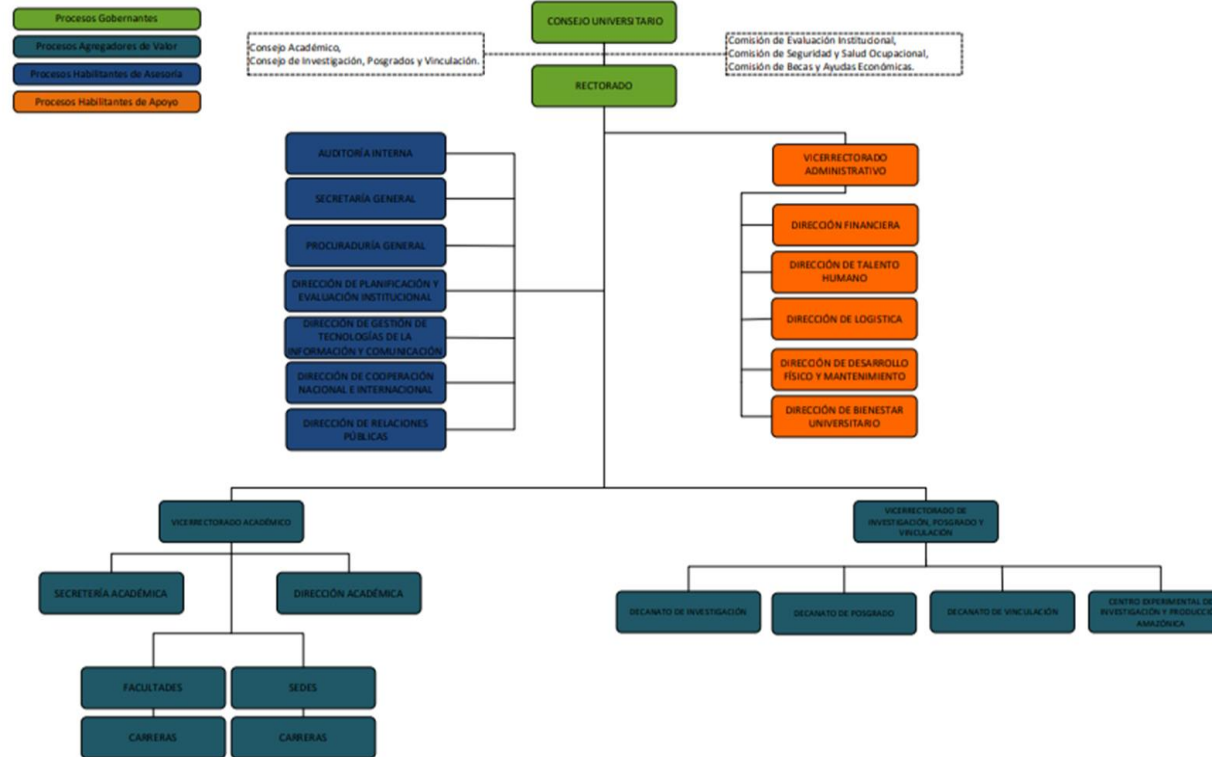 Procesos Gobernantes
Procesos Agregadores de Valor
Procesos Habilitantes de Asesoría
Procesos Habilitantes de Apoyo
CONSEJO UNIVERSITARIO
Consejo Académico,
Consejo de Investigación, Posgrados y Vinculación.
Comisión de Evaluación Institucional,
Comisión de Seguridad y Salud Ocupacional,
Comisión de Becas y Ayudas Económicas.
RECTORADO
AUDITORÍA INTERNA
SECRETARÍA GENERAL
PROCURADURÍA GENERAL
DIRECCIÓN DE PLANIFICACIÓN Y
EVALUACIÓN INSTITUCIONAL
DIRECCIÓN DE GESTIÓN DE
TECNOLOGÍAS DE LA
INFORMACIÓN Y COMUNICACIÓN
DIRECCIÓN DE COOPERACIÓN
NACIONAL E INTERNACIONAL
DIRECCIÓN DE RELACIONES
PÚBLICAS
VICERRECTORADO
ADMINISTRATIVO
DIRECCIÓN FINANCIERA
DIRECCIÓN DE TALENTO
HUMANO
DIRECCIÓN DE LOGISTICA
DIRECCIÓN DE DESARROLLO
FÍSICO Y MANTENIMIENTO
DIRECCIÓN DE BIENESTAR
UNIVERSITARIO
VICERRECTORADO ACADÉMICO
SECRETERÍA ACADÉMICA
DIRECCIÓN ACADÉMICA
FACULTADES
SEDES
CARRERAS
CARRERAS
VICERRECTORADO DE
INVESTIGACIÓN, POSGRADO Y
VINCULACIÓN
DECANATO DE INVESTIGACIÓN
DECANATO DE POSGRADO
DECANATO DE VINCULACIÓN
CENTRO EXPERIMENTAL DE
INVESTIGACIÓN Y PRODUCCI
AMAZÓNICA